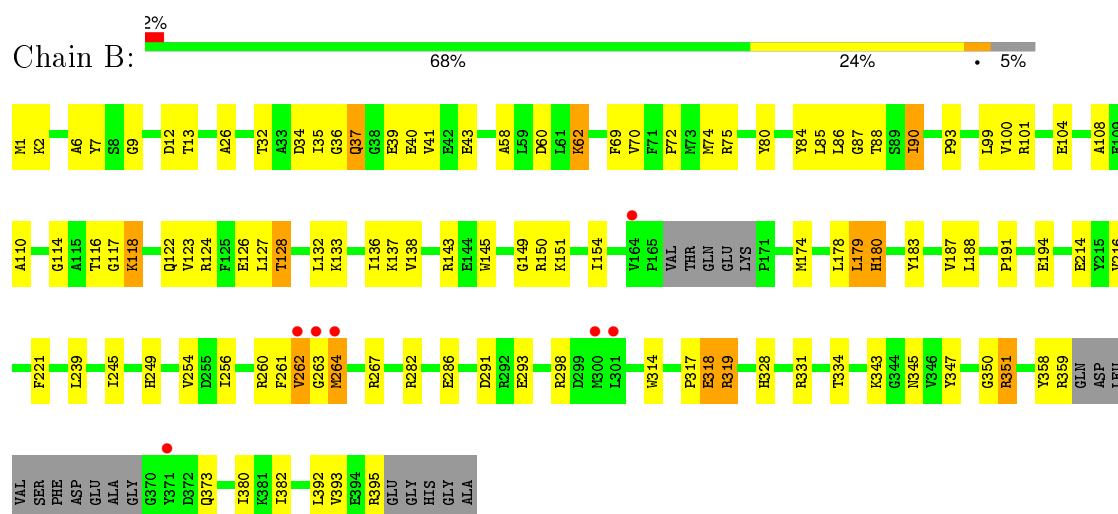 2%
Chain B:
68% 24% • 5%
M1 K2 A6 Y7 S8 G9 D12 T13 A26 T32 A33 D34 I35 G36 Q37 G38 E39 E40 V41 E42 E43 A58 L59 D60 L61 K62 F69 V70 F71 P72 M73 M74 R75 Y80 Y84 L85 L86 G87 T88 S89 I90 P93 L99 V100 R101 E104 A108 E109
A110 G114 A115 T116 G117 K118 Q122 V123 R124 F125 E126 L127 T128 L132 K133 I136 K137 V138 R143 E144 W145 G149 R150 K151 I154 V164 P165 VAL THR GLN GLU LYS P171 M174 L178 L179 H180 Y183 V187 L188 P191 E194 E214 Y215 V216
F221 L239 I245 H249 V254 D255 I256 R260 F261 V262 G263 M264 R267 R282 E286 D291 R292 E293 R298 D299 M300 L301 W314 P317 E318 R319 H328 R331 T334 K343 G344 N345 V346 Y347 G350 R351 Y358 R359 GLN ASP LEU
VAL SER PHE ASP GLU ALA GLY G370 Y371 D372 Q373 I380 K381 I382 L392 V393 E394 R395 GLU GLY HIS GLY ALA